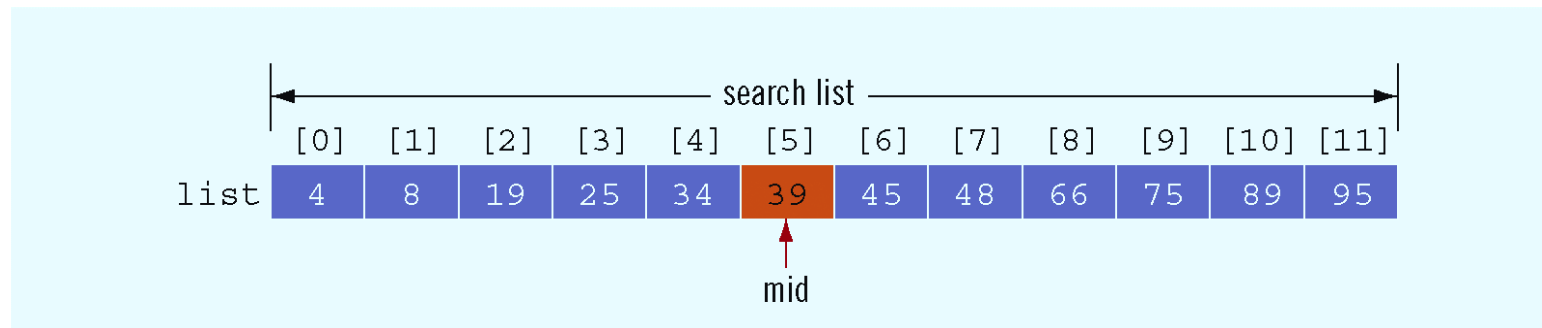 search list
[0] [1] [2] [3] [4] [5] [6] [7] [8] [9] [10] [11]
list 4 8 19 25 34 39 45 48 66 75 89 95
mid